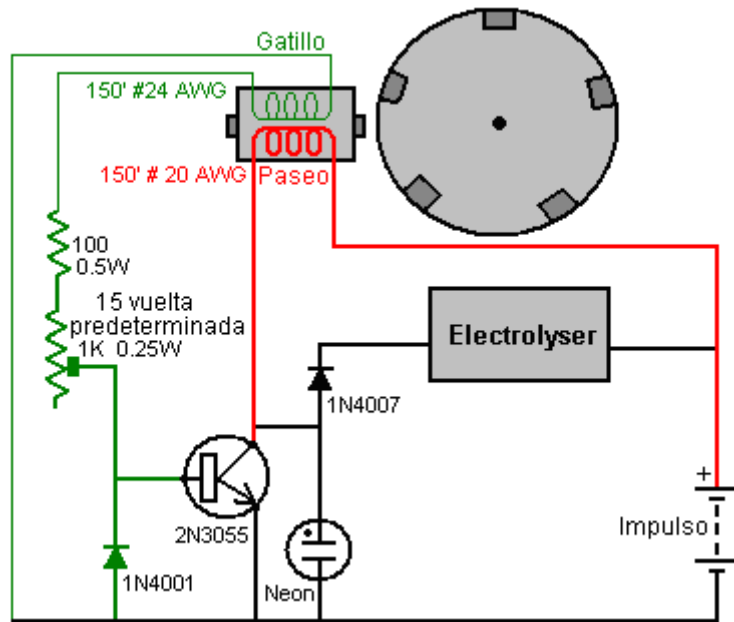 Gatillo
150' #24 AWG
150' # 20 AWG
Paseo
100
0.5W
15 vuelta
predeterminada
1K 0.25W
Electrolyser
1N4007
2N3055
+
Impulso
1N4001
Neon